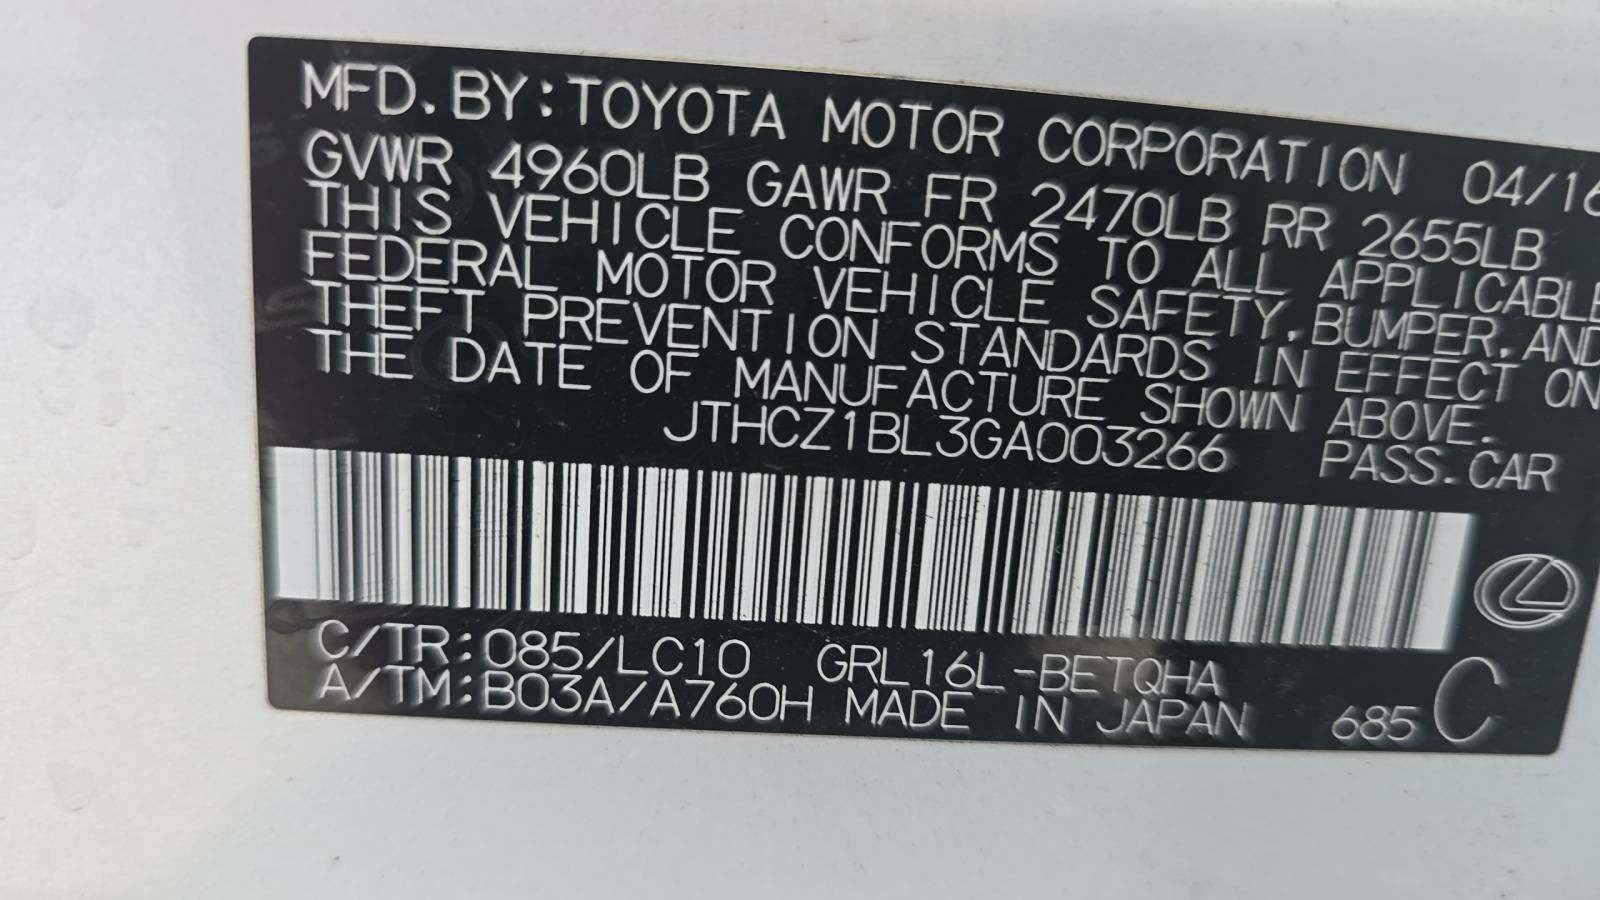 MFD. BY: TOYOTA MOTOR CORPORATION 04/16
GVWR 4960LB GAWR FR 2470LB RR 2655LB
THIS VEHICLE CONFORMS TO ALL APPLICABLE
FEDERAL MOTOR VEHICLE SAFETY, BUMPER, AND
THEFT PREVENTION STANDARDS IN EFFECT ON
THE DATE OF MANUFACTURE SHOWN ABOVE.
JTHCZ1BL3GA003266 PASS. CAR
C/TR: 085/LC10 GRL16L-BETQHA
A/TM: B03A/A760H MADE IN JAPAN 685 C